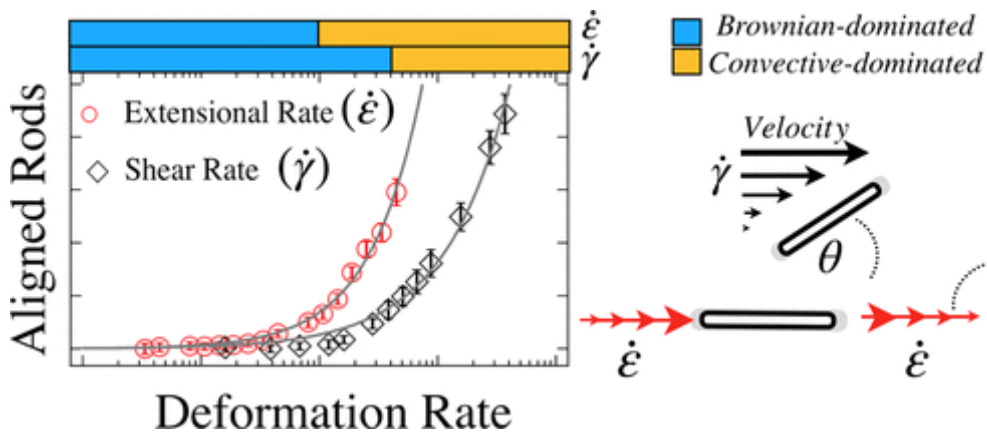 ε̇
γ̇
Brownian-dominated
Convective-dominated
Aligned Rods
Extensional Rate (ε̇)
Shear Rate (γ̇)
Deformation Rate
Velocity
γ̇
θ
ε̇
ε̇